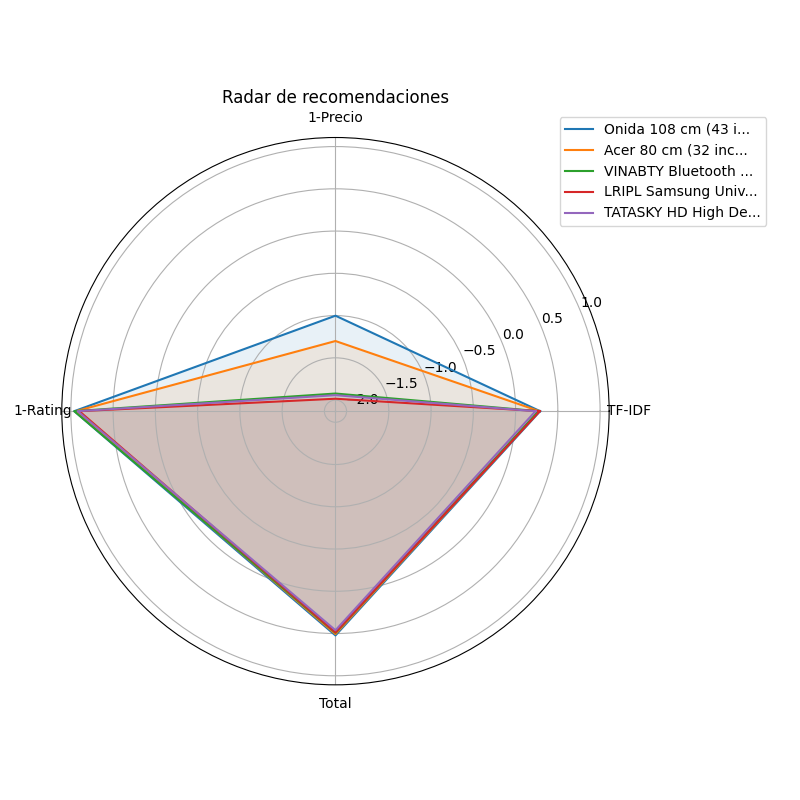 Radar de recomendaciones
1-Precio
Onida 108 cm (43 i...
Acer 80 cm (32 inc...
VINABTY Bluetooth ...
LRIPL Samsung Univ...
TATASKY HD High De...
1.0
0.5
0.0
−0.5
−1.0
−1.5
2.0
1-Rating
TF-IDF
Total